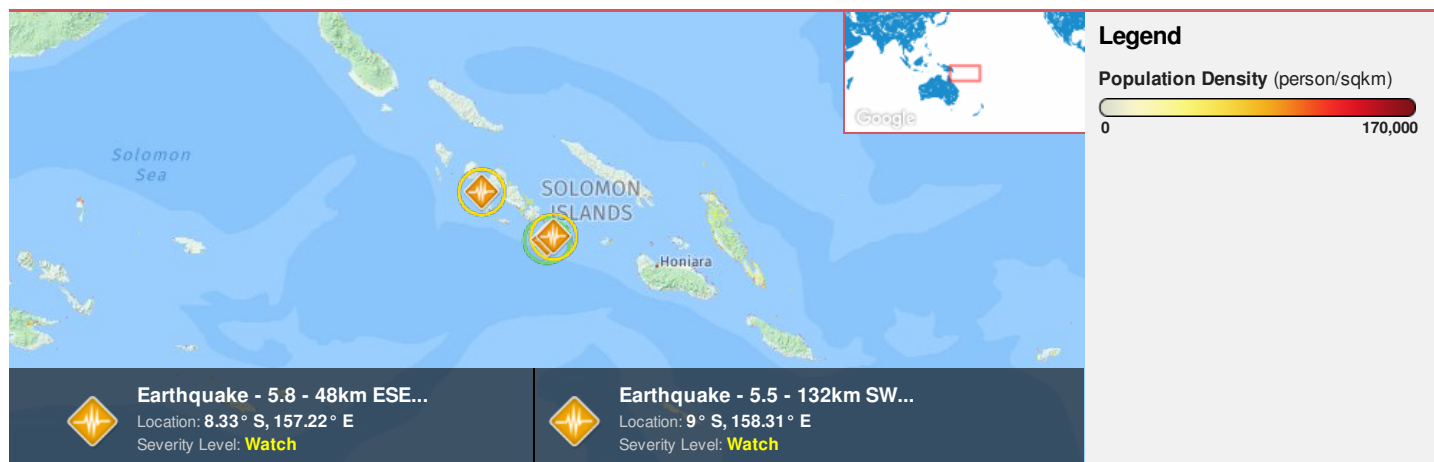 Solomon
Sea
SOLOMON
ISLANDS
Honiara
Google
Legend
Population Density (person/sqkm)
0 170,000
Earthquake - 5.8 - 48km ESE...
Location: 8.33° S, 157.22° E
Severity Level: Watch
Earthquake - 5.5 - 132km SW...
Location: 9° S, 158.31° E
Severity Level: Watch